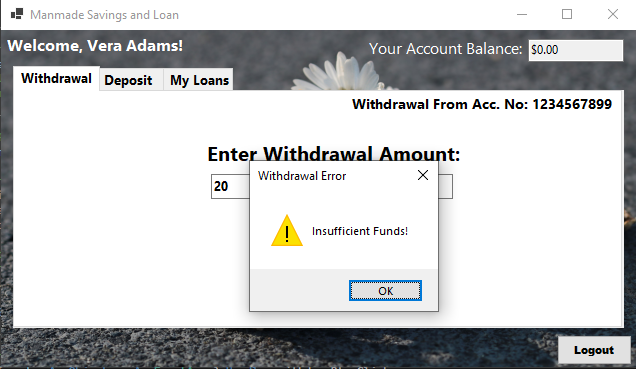 Manmade Savings and Loan
Welcome, Vera Adams!
Your Account Balance: $0.00
Withdrawal Deposit My Loans
Withdrawal From Acc. No: 1234567899
Enter Withdrawal Amount:
20
Withdrawal Error
Insufficient Funds!
OK
Logout